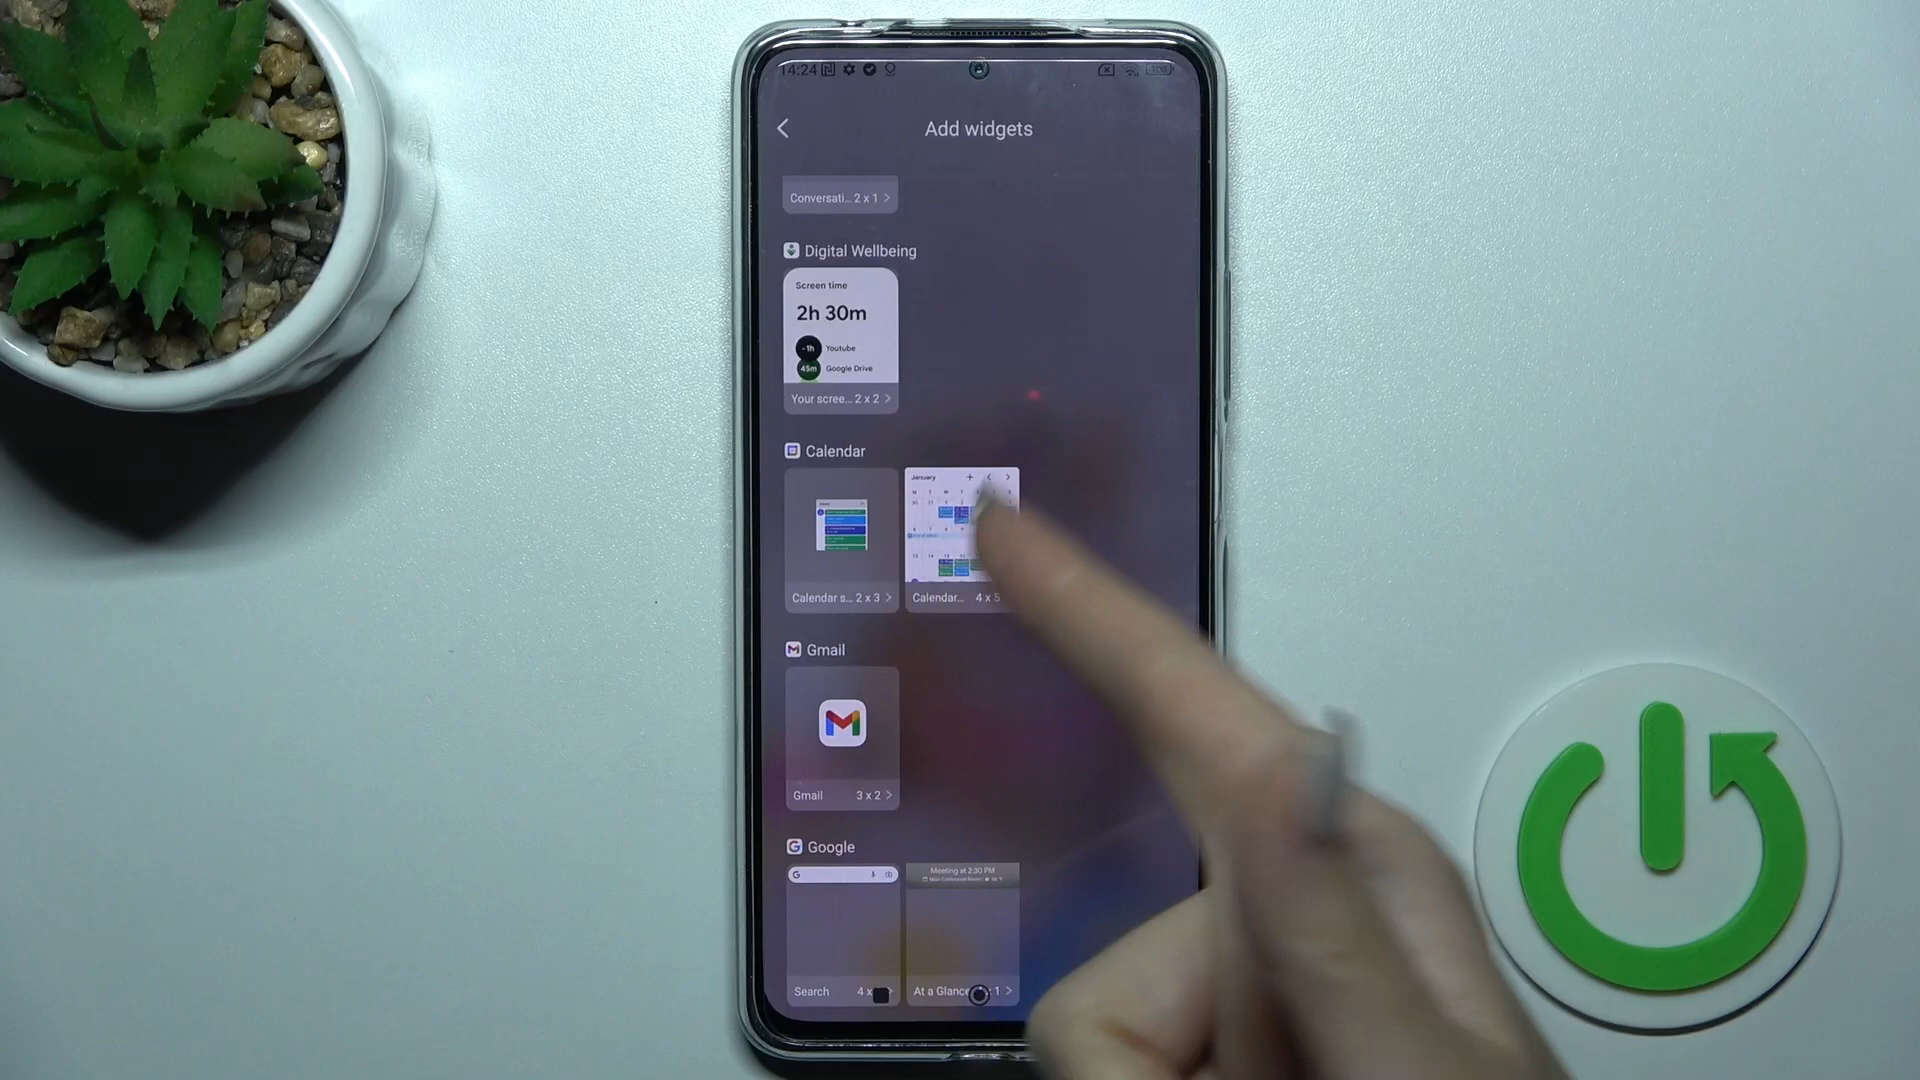 14:24
100
Add widgets
Conversati... 2 x 1
Digital Wellbeing
Screen time
2h 30m
-1h Youtube
45m Google Drive
Your scree... 2 x 2
Calendar
January
Calendar s... 2 x 3
Calendar... 4 x 5
Gmail
Gmail 3 x 2
Google
Meeting at 2:30 PM
Search 4 x
At a Glance 1